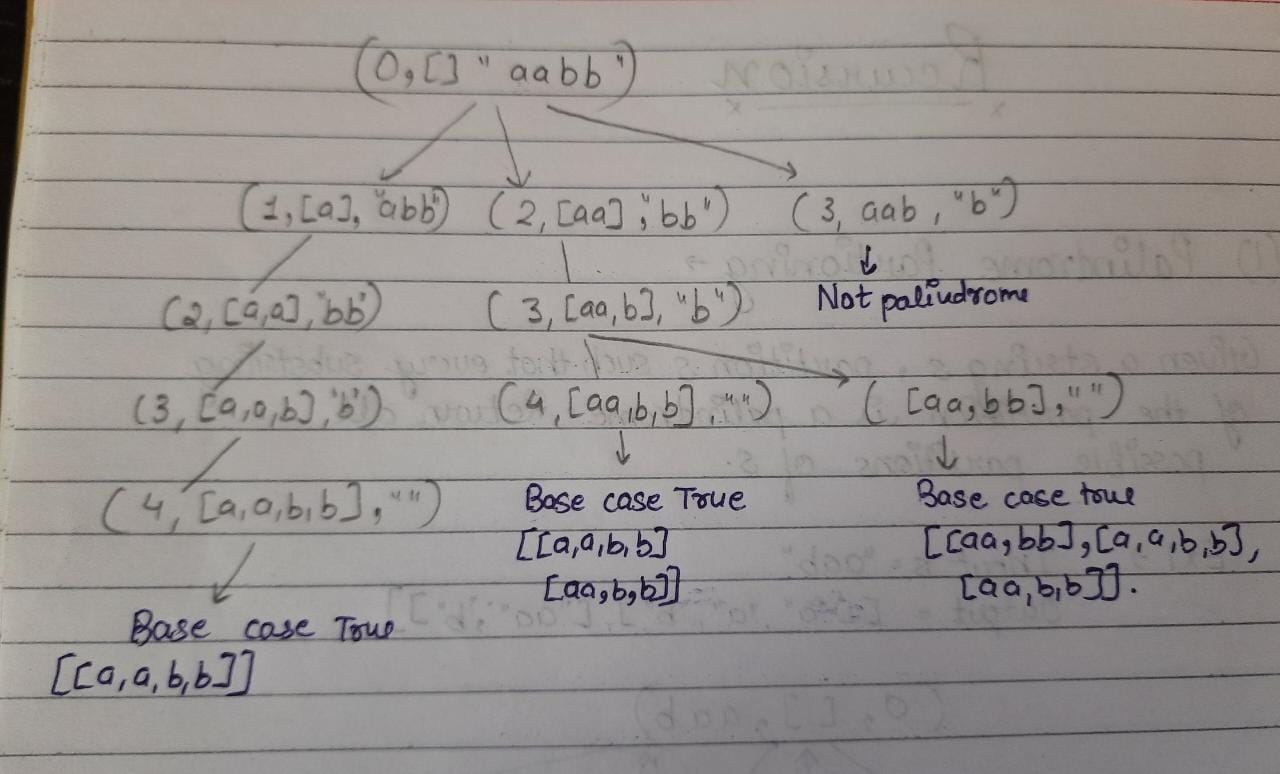 (0,[] "aabb")
(1,[a], "abb") (2,[aa],"bb") (3, aab, "b")
(2,[a,a],"bb") (3,[aa,b], "b") Not palindrome
(3,[a,a,b],"b") (4,[aa,b,b],"") ([aa,bb],"")
(4,[a,a,b,b],"") Base case True Base case true
[[a,a,b,b] [[aa,bb],[a,a,b,b],
[aa,b,b]] [aa,b,b]].
Base case True
[[a,a,b,b]]